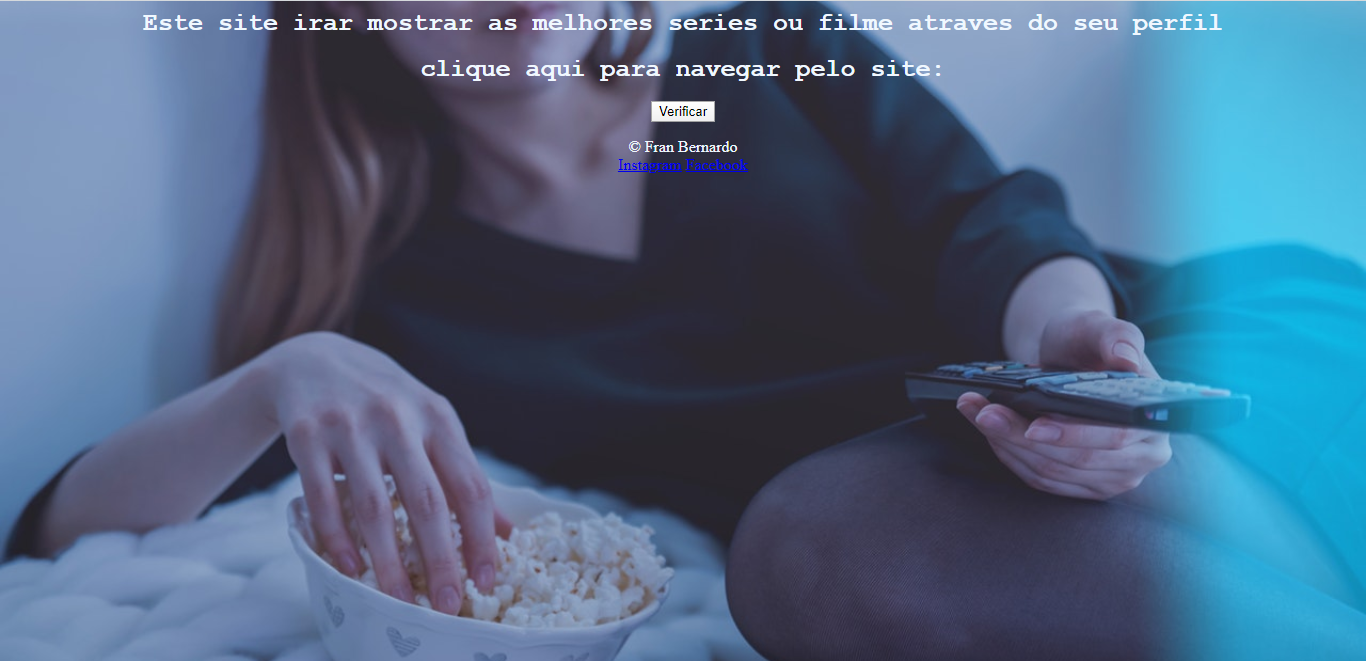 Este site irar mostrar as melhores series ou filme atraves do seu perfil
clique aqui para navegar pelo site:
Verificar
© Fran Bernardo
Instagram Facebook